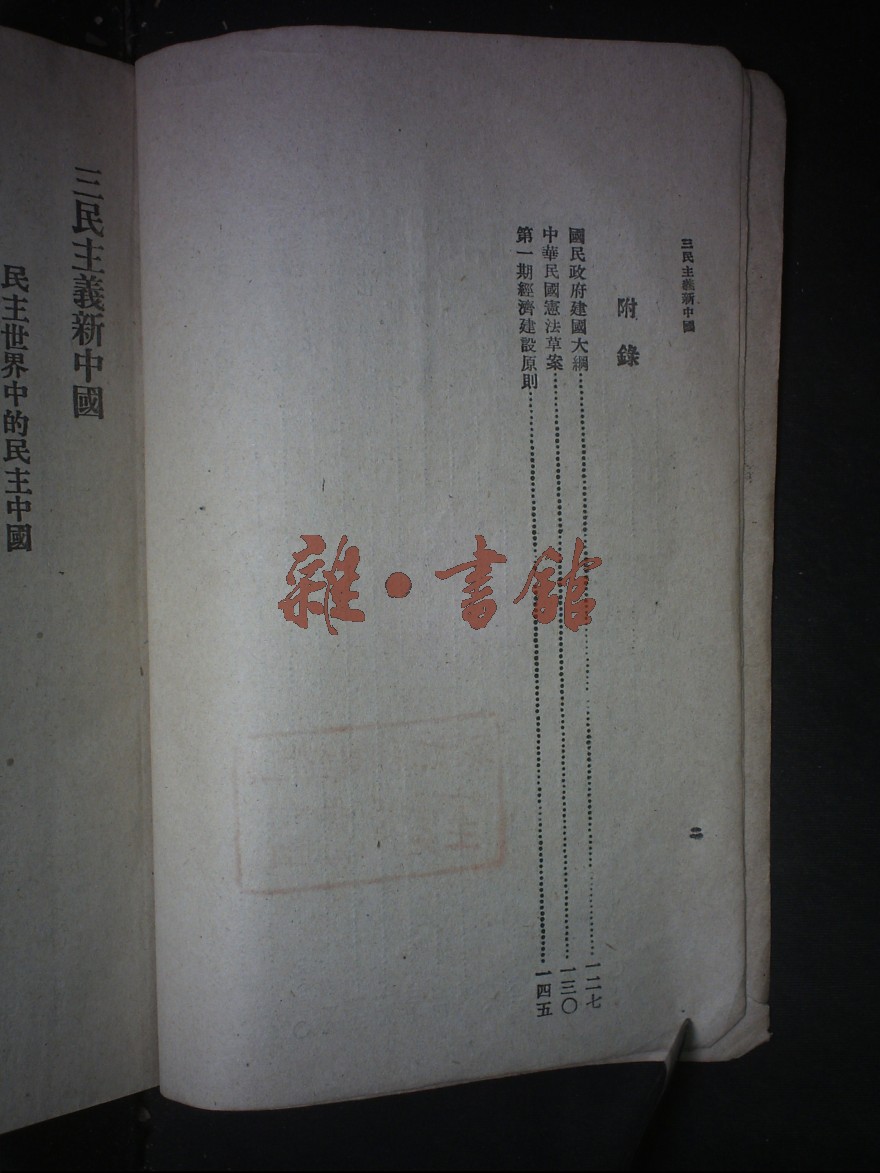 三民主義新中國
二
附錄
國民政府建國大綱……一二七
中華民國憲法草案……一三〇
第一期經濟建設原則……一四五
三民主義新中國
民主世界中的民主中國
雜·書館